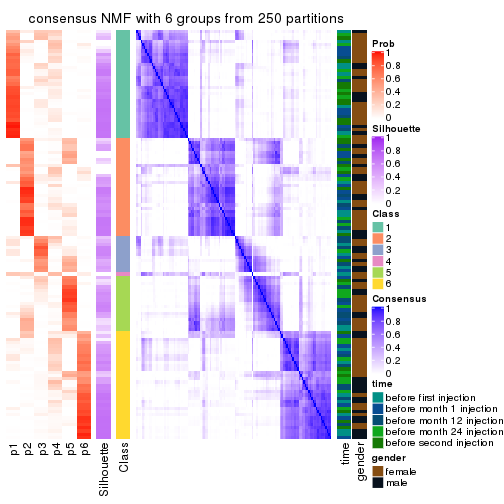 consensus NMF with 6 groups from 250 partitions
Prob
1
0.8
0.6
0.4
0.2
0
Silhouette
1
0.8
0.6
0.4
0.2
0
Class
1
2
3
4
5
6
Consensus
1
0.8
0.6
0.4
0.2
0
time
before first injection
before month 1 injection
before month 12 injection
before month 24 injection
before second injection
gender
female
male
p1
p2
p3
p4
p5
p6
Silhouette
Class
time
gender